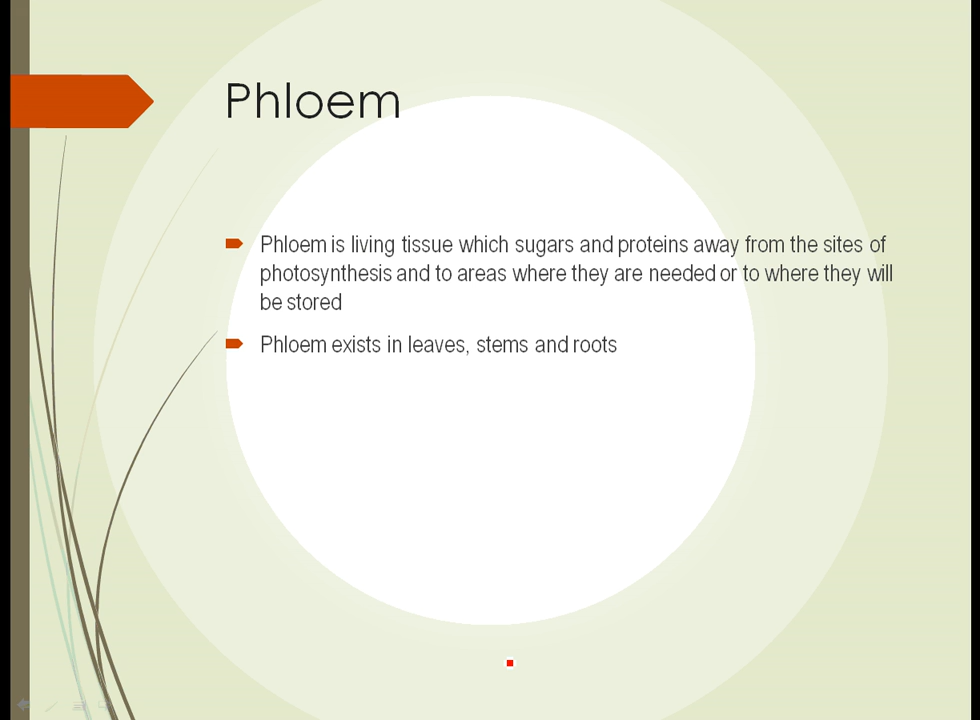 Phloem
Phloem is living tissue which sugars and proteins away from the sites of
photosynthesis and to areas where they are needed or to where they will
be stored
Phloem exists in leaves, stems and roots